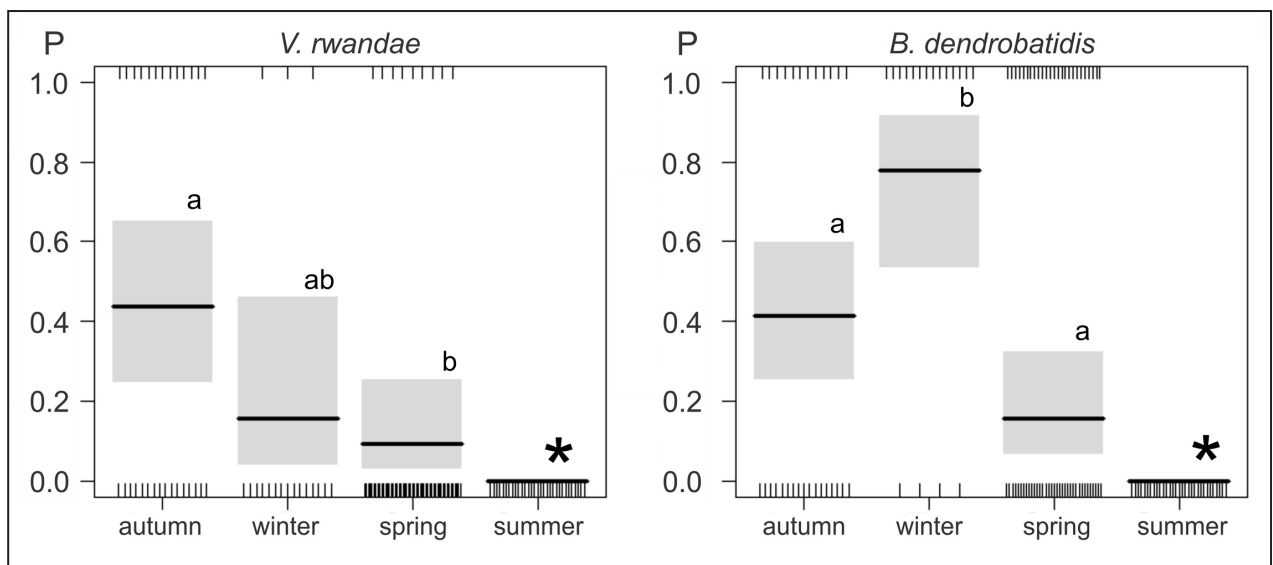 P V. rwandae
1.0
0.8
0.6
0.4
0.2
0.0
a
ab
b
*
autumn winter spring summer
P B. dendrobatidis
1.0
0.8
0.6
0.4
0.2
0.0
b
a
a
*
autumn winter spring summer